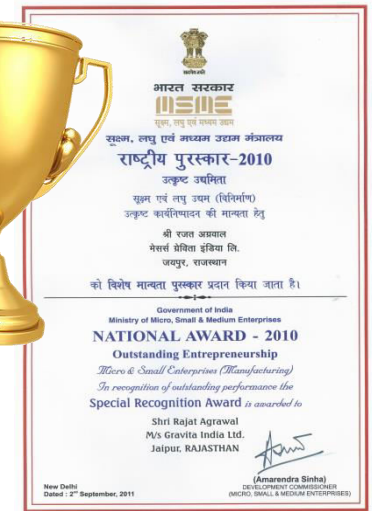 सत्यमेव जयते
भारत सरकार
MSME
सूक्ष्म, लघु एवं मध्यम उद्यम
सूक्ष्म, लघु एवं मध्यम उद्यम मंत्रालय
राष्ट्रीय पुरस्कार-2010
उत्कृष्ट उद्यमिता
सूक्ष्म एवं लघु उद्यम (विनिर्माण)
उत्कृष्ट कार्यनिष्पादन की मान्यता हेतु
श्री रजत अग्रवाल
मेसर्स ग्रेविता इंडिया लि.
जयपुर, राजस्थान
को विशेष मान्यता पुरस्कार प्रदान किया जाता है।
Government of India
Ministry of Micro, Small & Medium Enterprises
NATIONAL AWARD - 2010
Outstanding Entrepreneurship
Micro & Small Enterprises (Manufacturing)
In recognition of outstanding performance the
Special Recognition Award is awarded to
Shri Rajat Agrawal
M/s Gravita India Ltd.
Jaipur, RAJASTHAN
(Amarendra Sinha)
DEVELOPMENT COMMISSIONER
(MICRO, SMALL & MEDIUM ENTERPRISES)
New Delhi
Dated : 2nd September, 2011